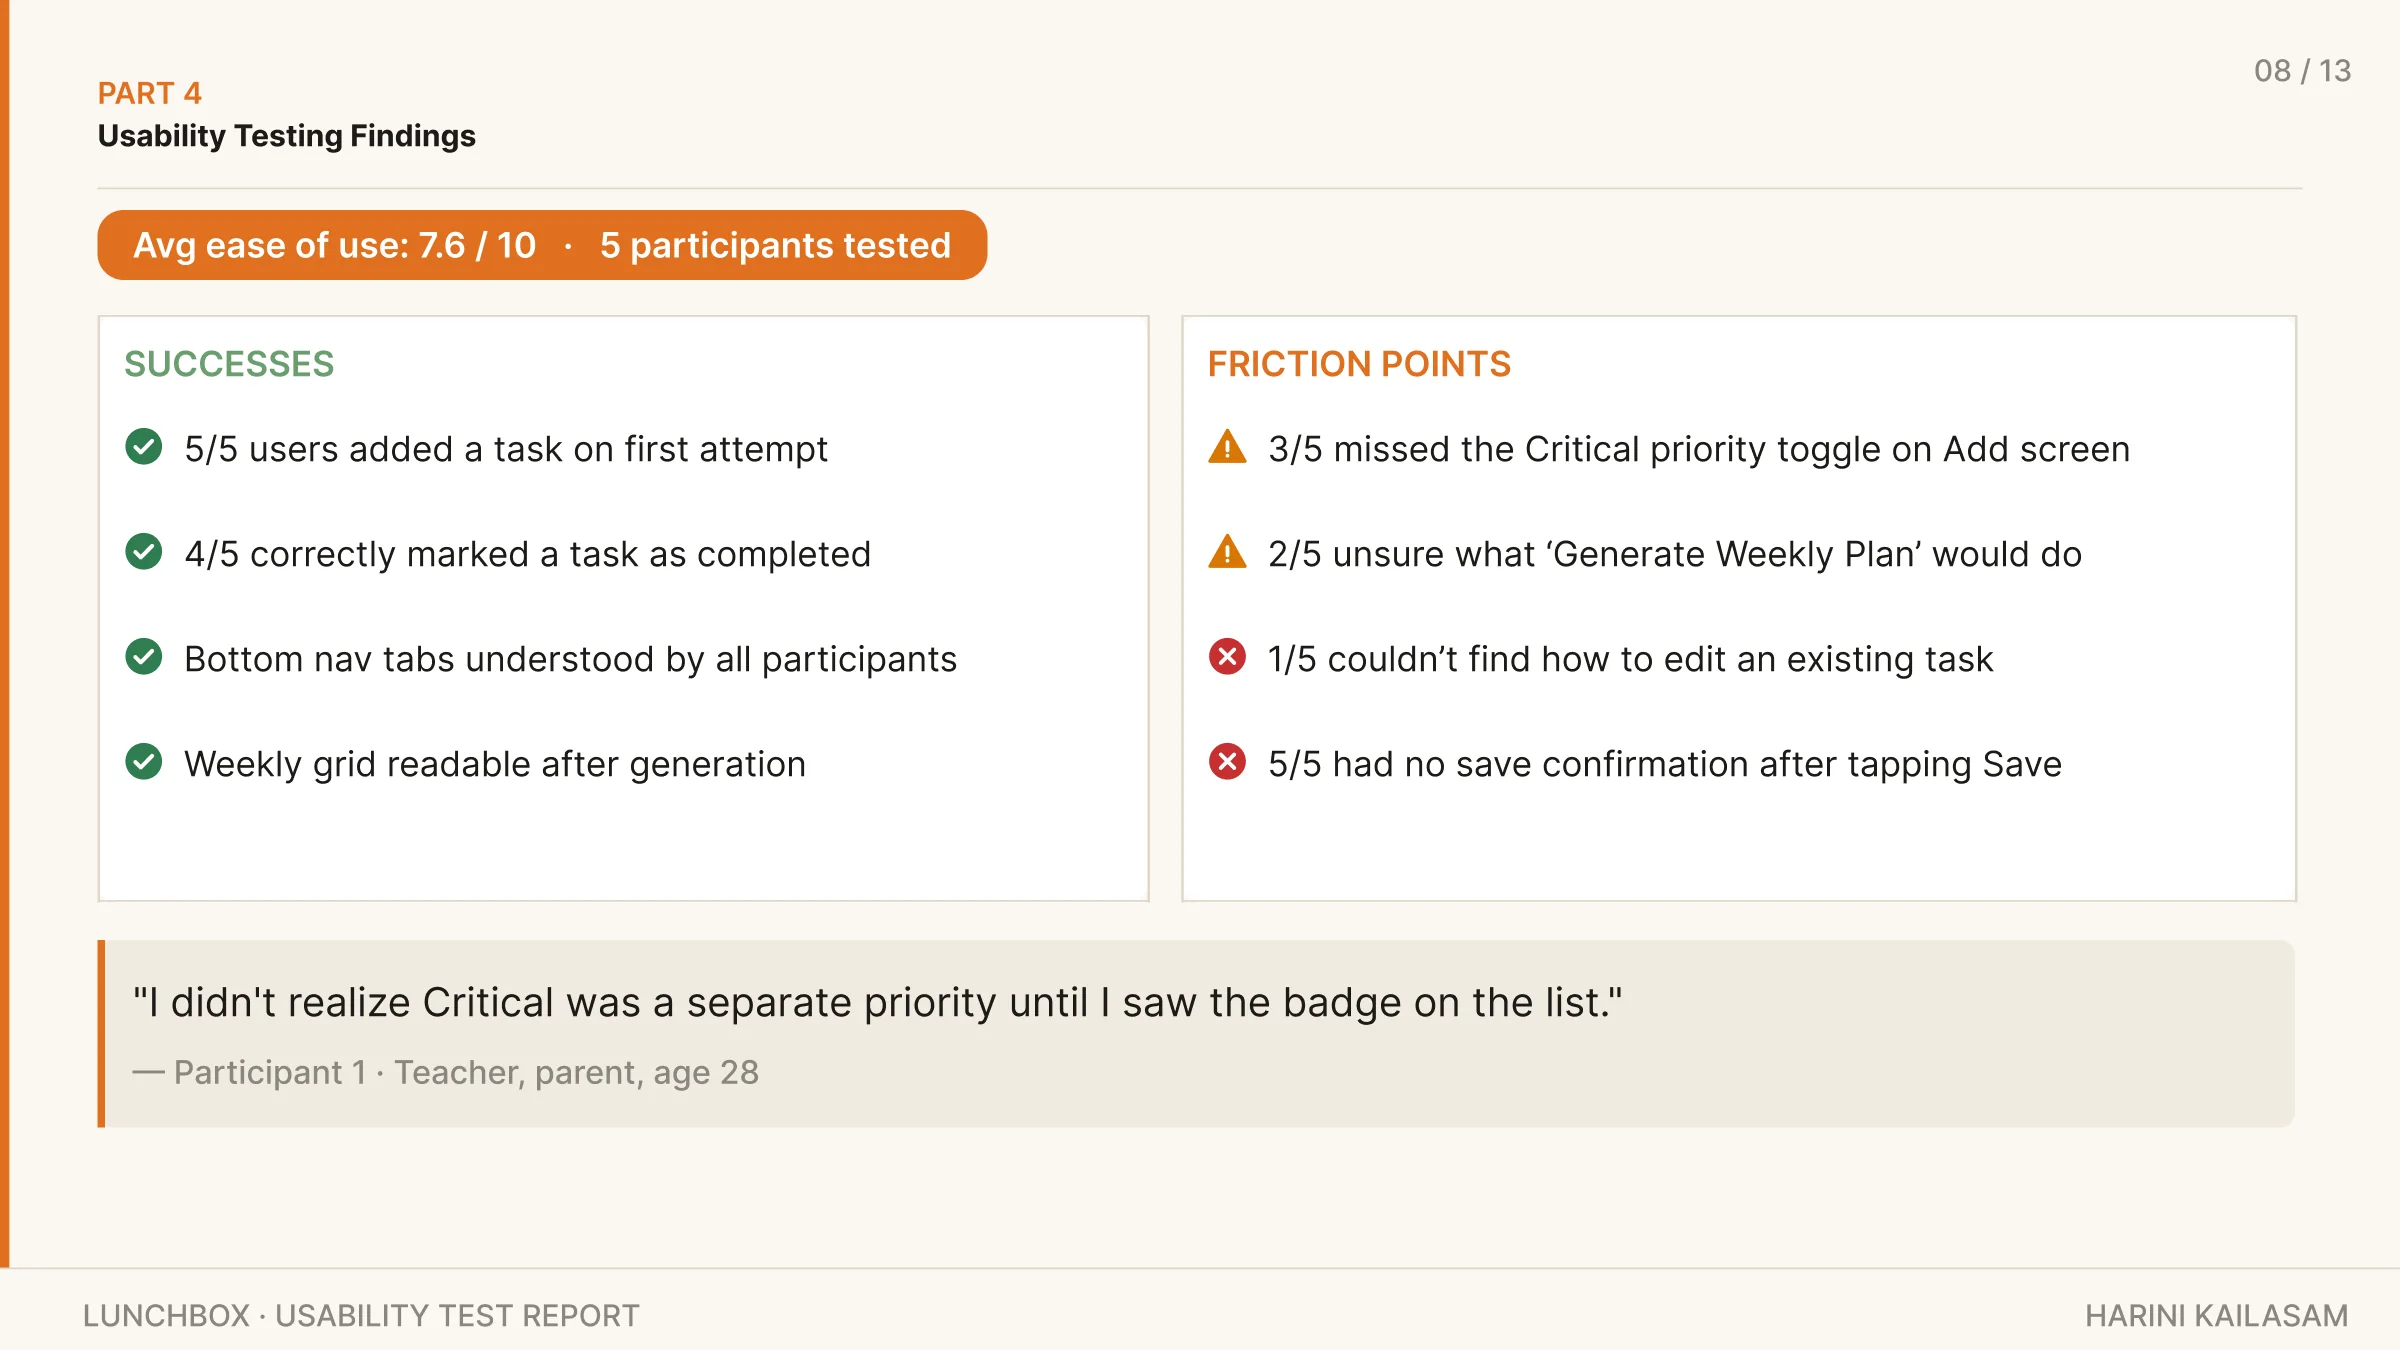 08 / 13
PART 4
Usability Testing Findings
Avg ease of use: 7.6 / 10 · 5 participants tested
SUCCESSES
5/5 users added a task on first attempt
4/5 correctly marked a task as completed
Bottom nav tabs understood by all participants
Weekly grid readable after generation
FRICTION POINTS
3/5 missed the Critical priority toggle on Add screen
2/5 unsure what ‘Generate Weekly Plan’ would do
1/5 couldn’t find how to edit an existing task
5/5 had no save confirmation after tapping Save
"I didn't realize Critical was a separate priority until I saw the badge on the list."
— Participant 1 · Teacher, parent, age 28
LUNCHBOX · USABILITY TEST REPORT
HARINI KAILASAM